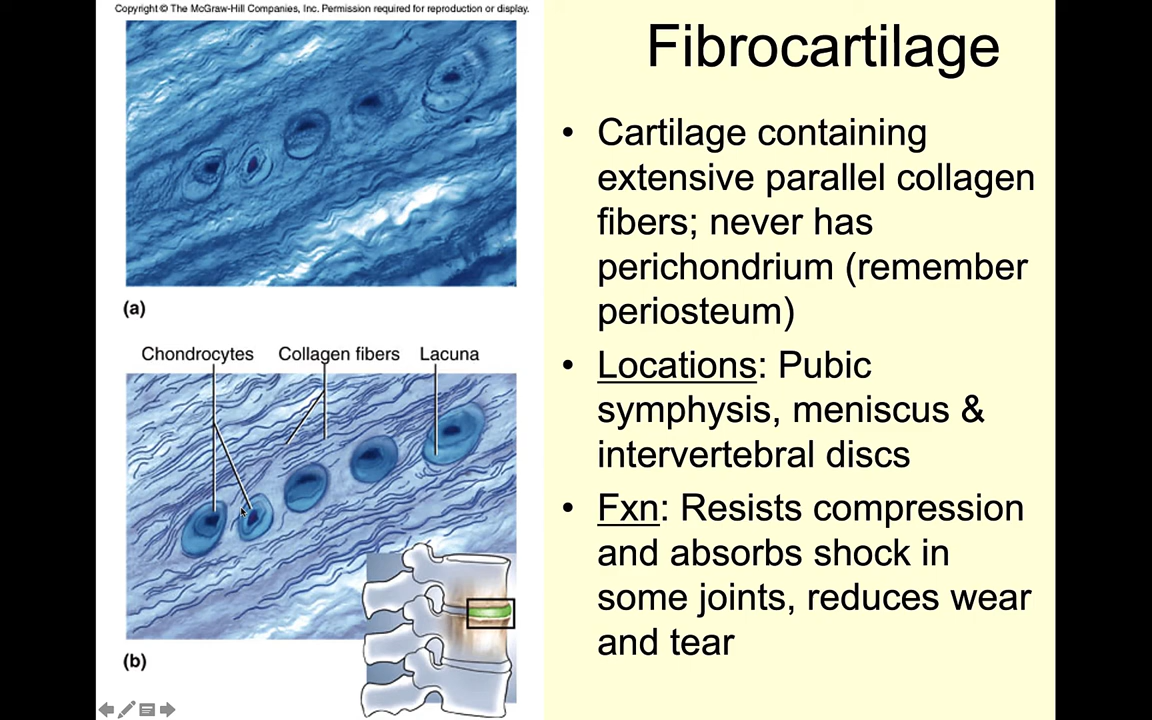 Copyright © The McGraw-Hill Companies, Inc. Permission required for reproduction or display.
(a)
Chondrocytes Collagen fibers Lacuna
(b)
Fibrocartilage
• Cartilage containing
extensive parallel collagen
fibers; never has
perichondrium (remember
periosteum)
• Locations: Pubic
symphysis, meniscus &
intervertebral discs
• Fxn: Resists compression
and absorbs shock in
some joints, reduces wear
and tear